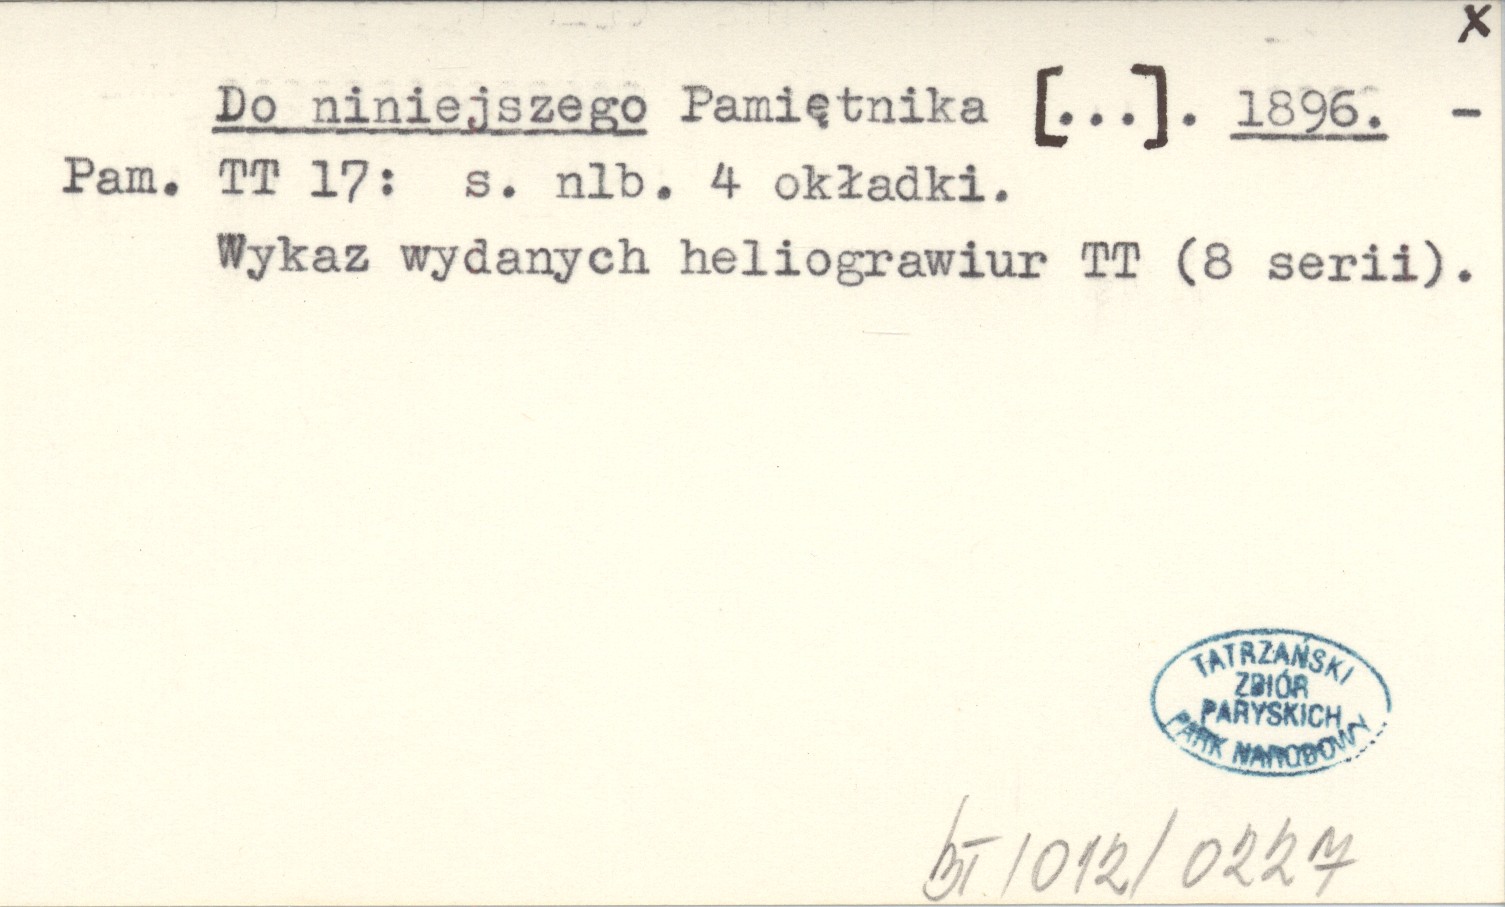 x
Do niniejszego Pamiętnika [...]. 1896. –
Pam. TT 17: s. nlb. 4 okładki.
Wykaz wydanych heliograwiur TT (8 serii).
TATRZAŃSKI
ZBIÓR
PARYSKICH
PARK NARODOWY
BT/012/0227